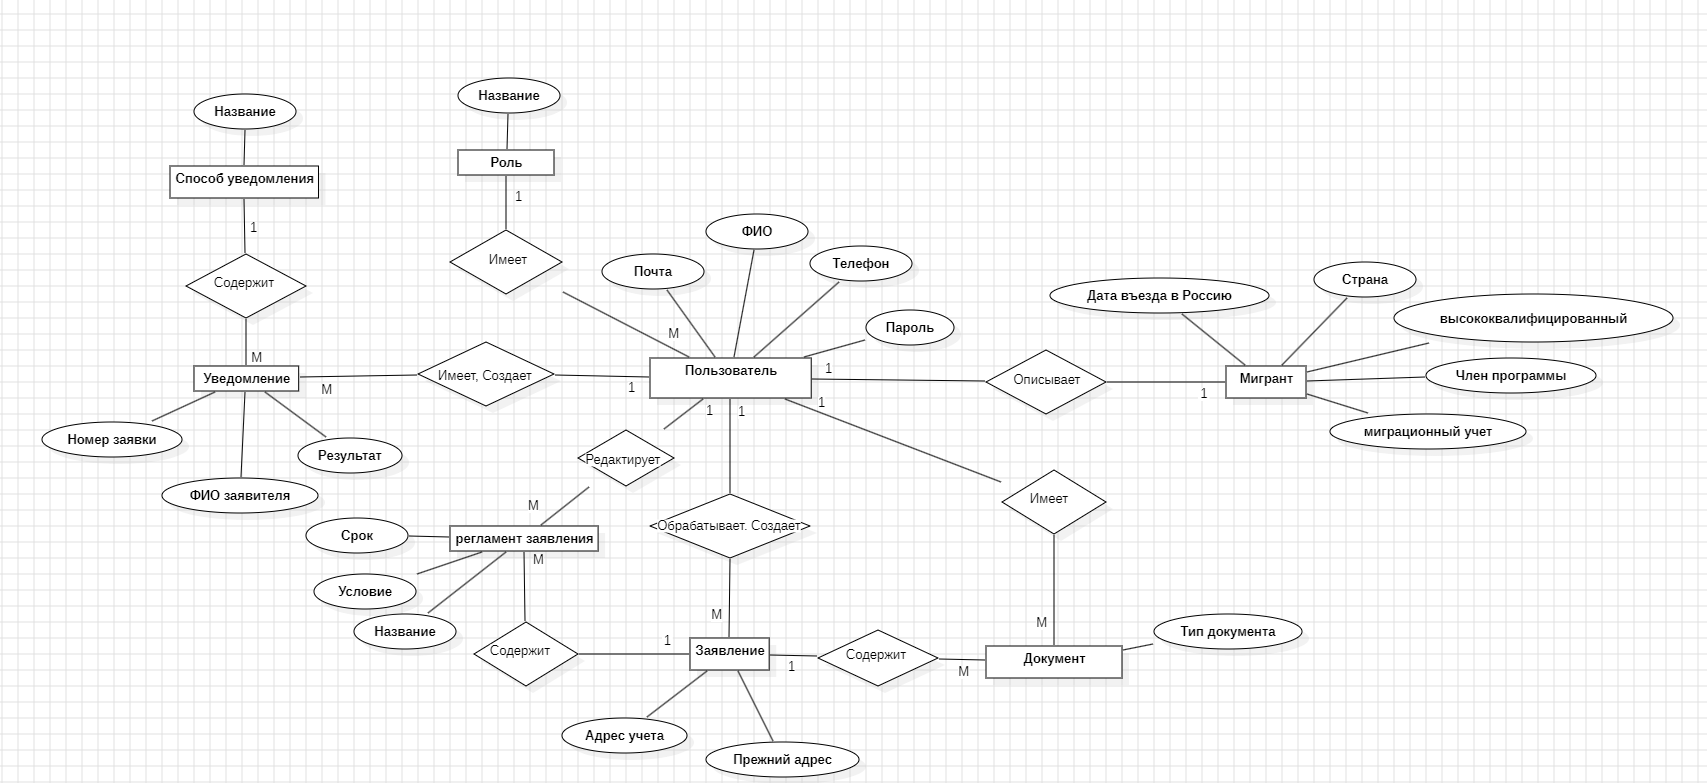 Название
Название
Роль
Способ уведомления
1
1
ФИО
Содержит
Имеет
Почта
Телефон
Страна
Дата въезда в Россию
высококвалифицированный
Пароль
M
M
Уведомление
M
Имеет, Создает
1
Пользователь
1
Описывает
1
Мигрант
Член программы
1
1
1
Номер заявки
Результат
ФИО заявителя
миграционный учет
Редактирует
M
Обрабатывает. Создает
Имеет
Срок
регламент заявления
M
Условие
Название
Содержит
1
M
Заявление
1
Содержит
M
M
Документ
Тип документа
Адрес учета
Прежний адрес